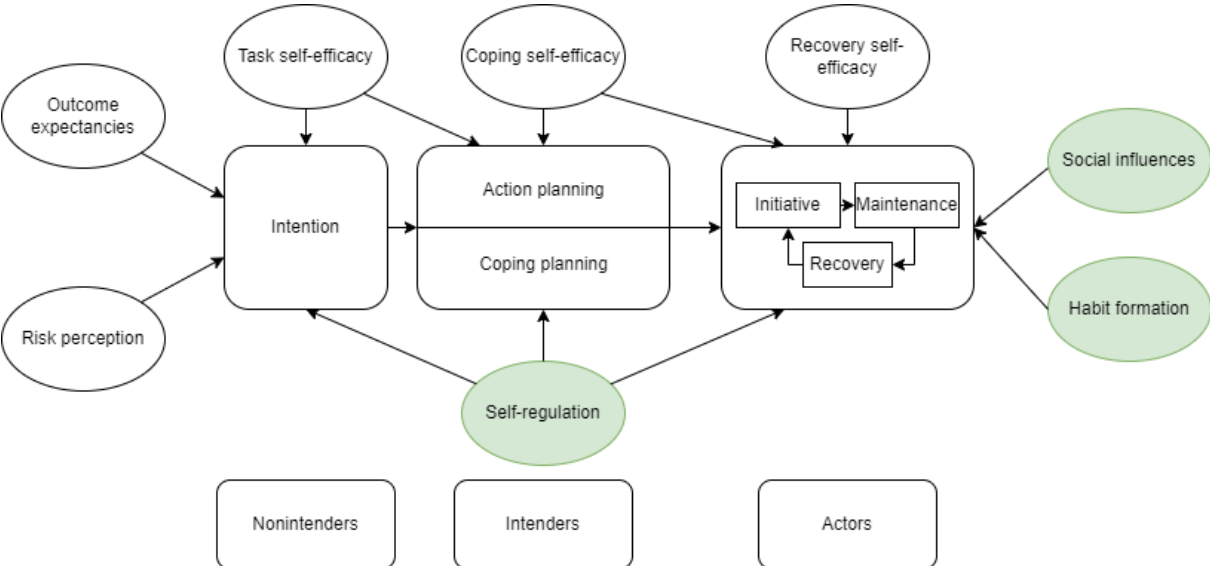 Task self-efficacy
Coping self-efficacy
Recovery self-
efficacy
Outcome
expectancies
Social influences
Action planning
Initiative
Maintenance
Intention
Coping planning
Recovery
Risk perception
Habit formation
Self-regulation
Nonintenders
Intenders
Actors